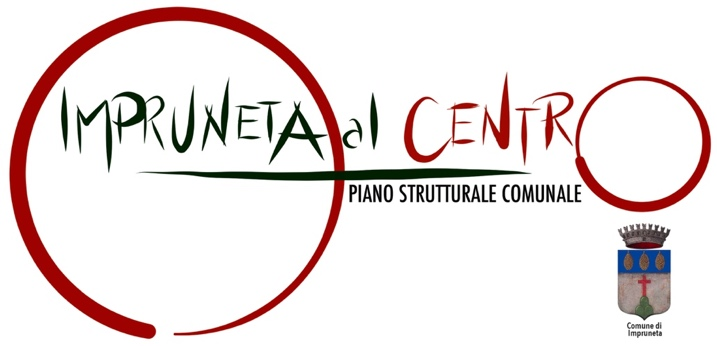 IMPRUNETA al CENTRO
PIANO STRUTTURALE COMUNALE
Comune di
Impruneta